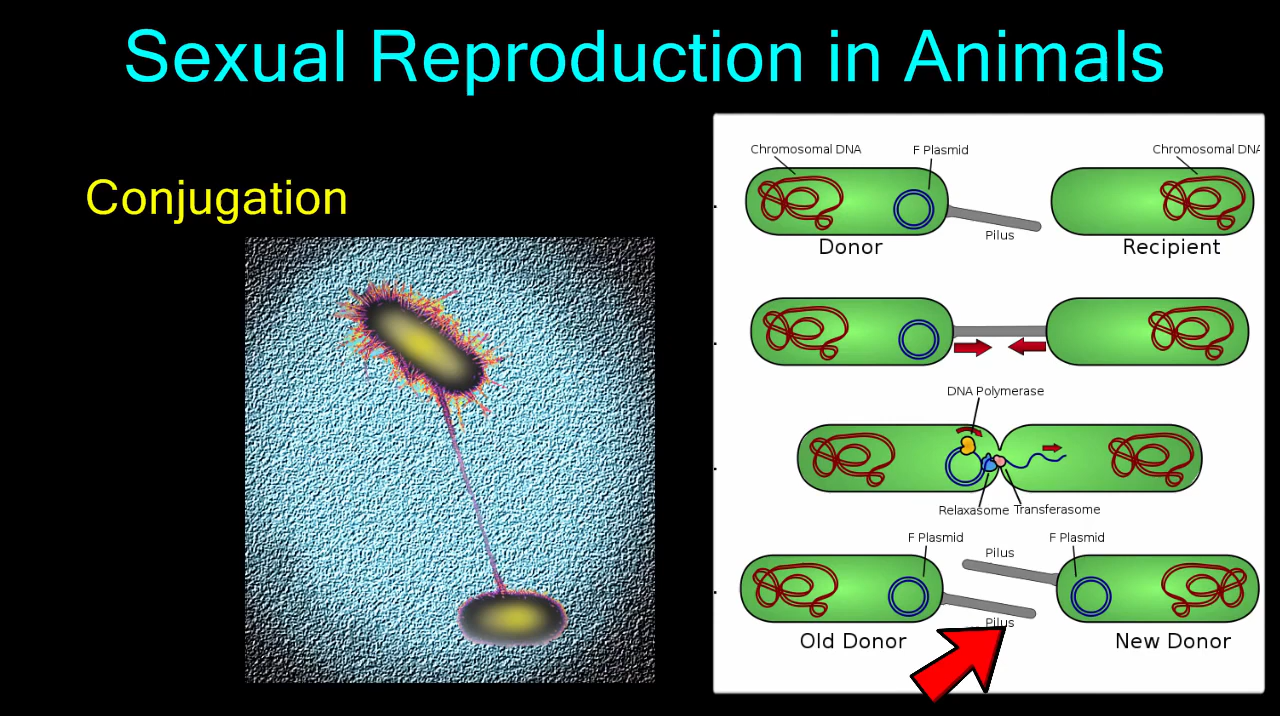 Sexual Reproduction in Animals
Conjugation
Chromosomal DNA
F Plasmid
Chromosomal DNA
Pilus
Donor
Recipient
DNA Polymerase
Relaxasome
Transferasome
F Plasmid
Pilus
F Plasmid
Pilus
Old Donor
New Donor